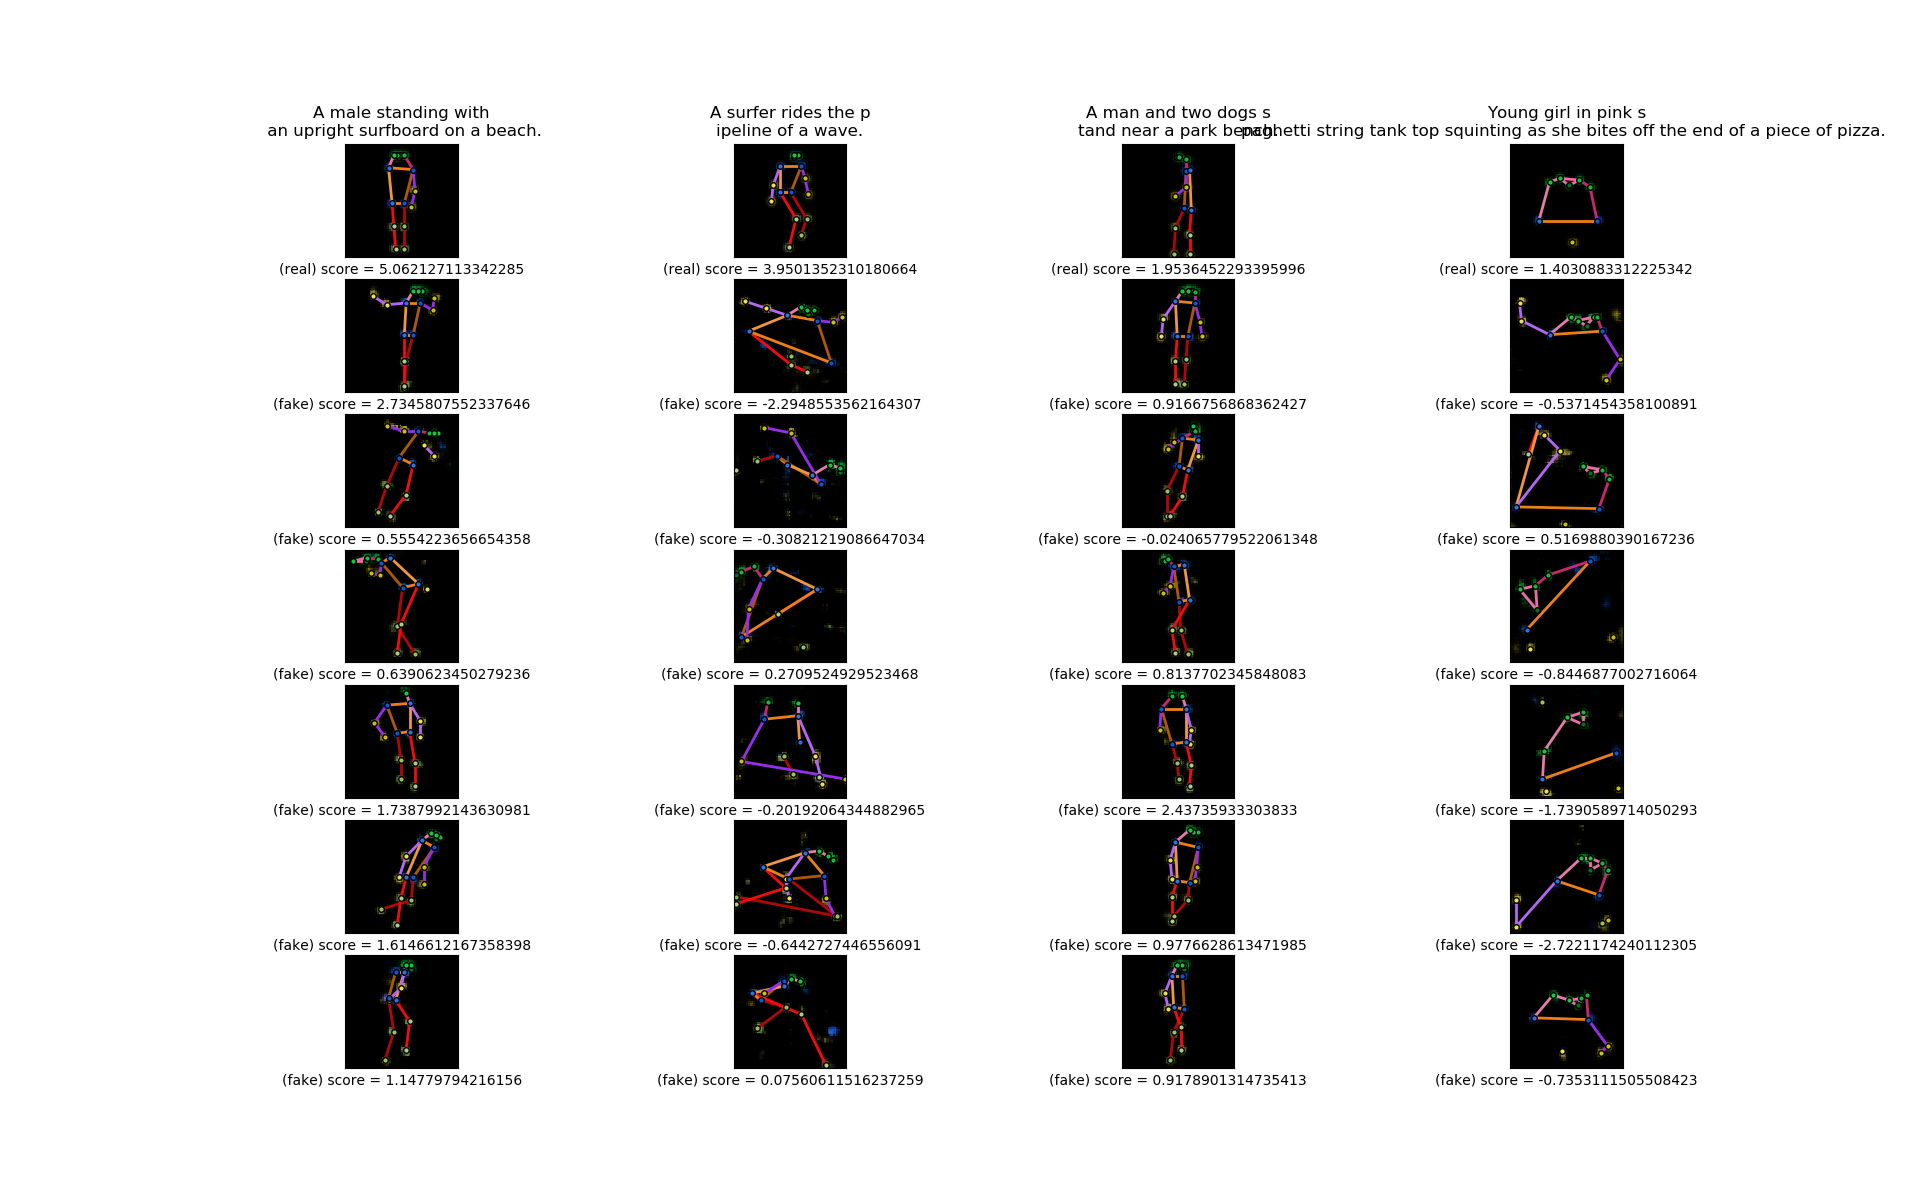 A male standing with
an upright surfboard on a beach.
A surfer rides the p
ipeline of a wave.
A man and two dogs s
tand near a park bench.
Young girl in pink s
paghetti string tank top squinting as she bites off the end of a piece of pizza.
(real) score = 5.062127113342285
(real) score = 3.9501352310180664
(real) score = 1.9536452293395996
(real) score = 1.4030883312225342
(fake) score = 2.7345807552337646
(fake) score = -2.2948553562164307
(fake) score = 0.9166756868362427
(fake) score = -0.5371454358100891
(fake) score = 0.5554223656654358
(fake) score = -0.30821219086647034
(fake) score = -0.024065779522061348
(fake) score = 0.5169880390167236
(fake) score = 0.6390623450279236
(fake) score = 0.2709524929523468
(fake) score = 0.8137702345848083
(fake) score = -0.8446877002716064
(fake) score = 1.7387992143630981
(fake) score = -0.20192064344882965
(fake) score = 2.43735933303833
(fake) score = -1.7390589714050293
(fake) score = 1.6146612167358398
(fake) score = -0.6442727446556091
(fake) score = 0.9776628613471985
(fake) score = -2.7221174240112305
(fake) score = 1.14779794216156
(fake) score = 0.07560611516237259
(fake) score = 0.9178901314735413
(fake) score = -0.7353111505508423